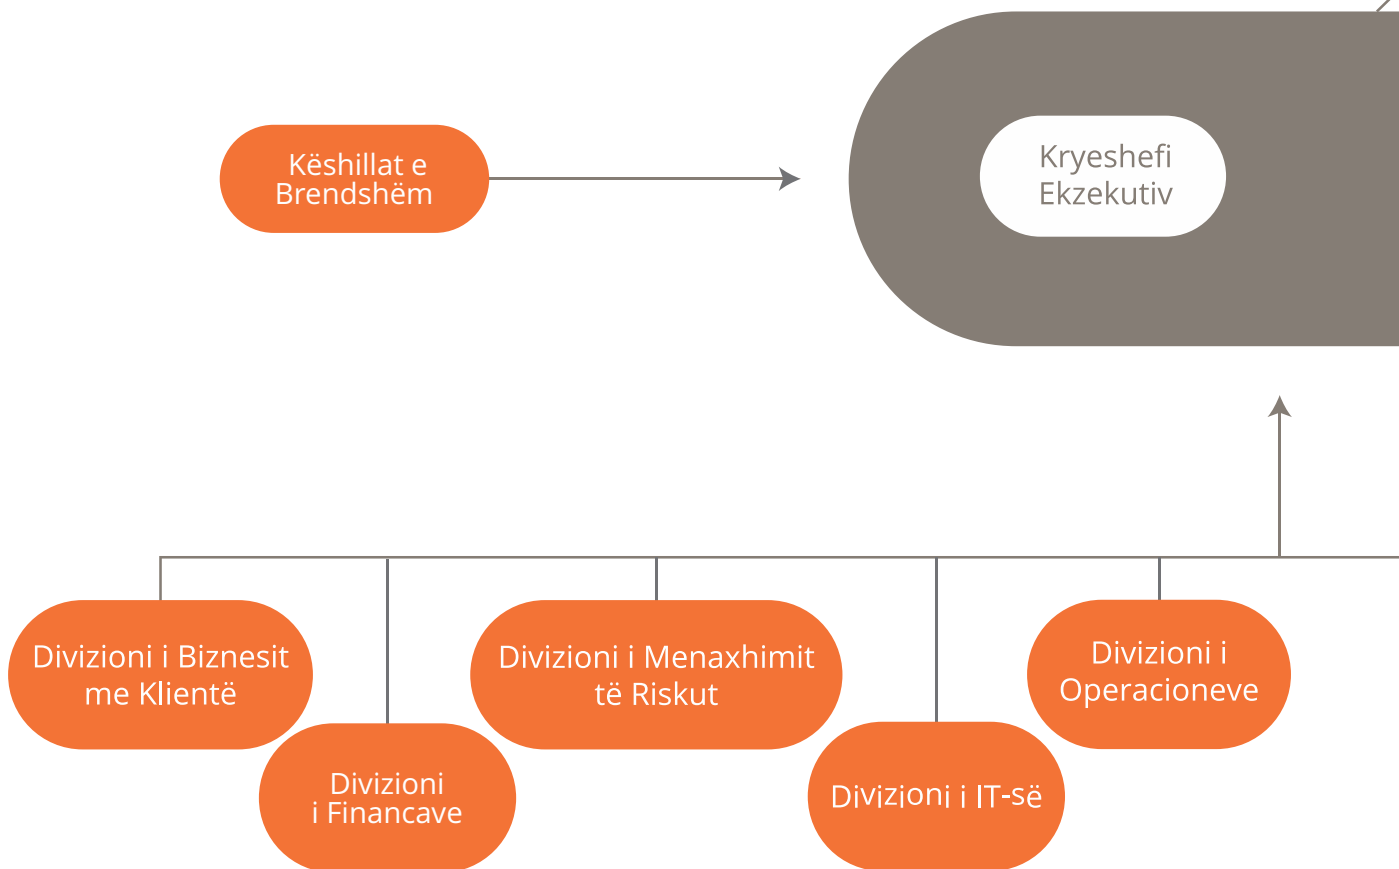 Këshillat e
Brendshëm
Kryeshefi
Ekzekutiv
Divizioni i Biznesit
me Klientë
Divizioni
i Financave
Divizioni i Menaxhimit
të Riskut
Divizioni i IT-së
Divizioni i
Operacioneve